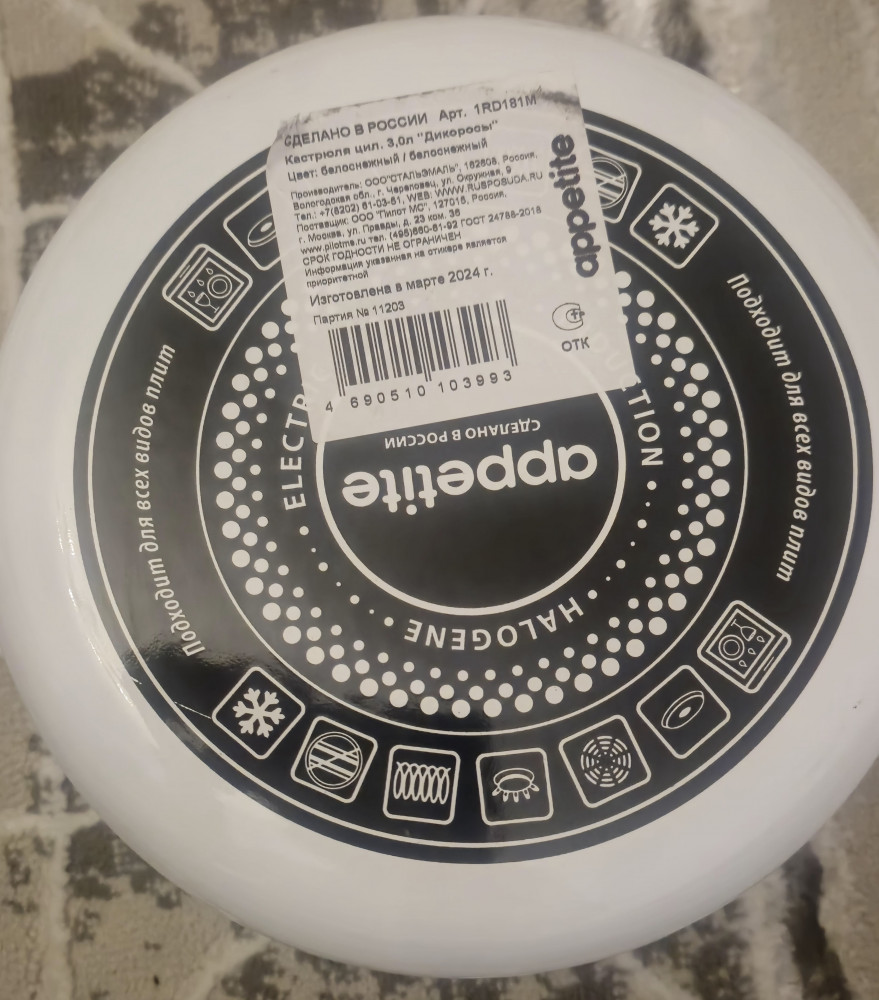 СДЕЛАНО В РОССИИ Арт. 1RD181М
Кастрюля цил. 3,0л "Дикоросы"
Цвет: белоснежный / белоснежный
Производитель: ООО"СТАЛЬЭМАЛЬ", 162608, Россия,
Вологодская обл., г. Череповец, ул. Окружная, 9
Тел.: +7(8202) 61-03-61, WEB: WWW.RUSPOSUDA.RU
Поставщик: ООО "Пилот МС", 127015, Россия,
г. Москва, ул. Правды, д. 23 ком. 36
www.pilotms.ru тел. (495)660-61-92 ГОСТ 24788-2018
СРОК ГОДНОСТИ НЕ ОГРАНИЧЕН
Информация указанная на стикере является
приоритетной
Изготовлена в марте 2024 г.
Партия № 11203
4 690510 103993
appetite
ОТК
Подходит для всех видов плит
Подходит для всех видов плит
СДЕЛАНО В РОССИИ
appetite
HALOGENE